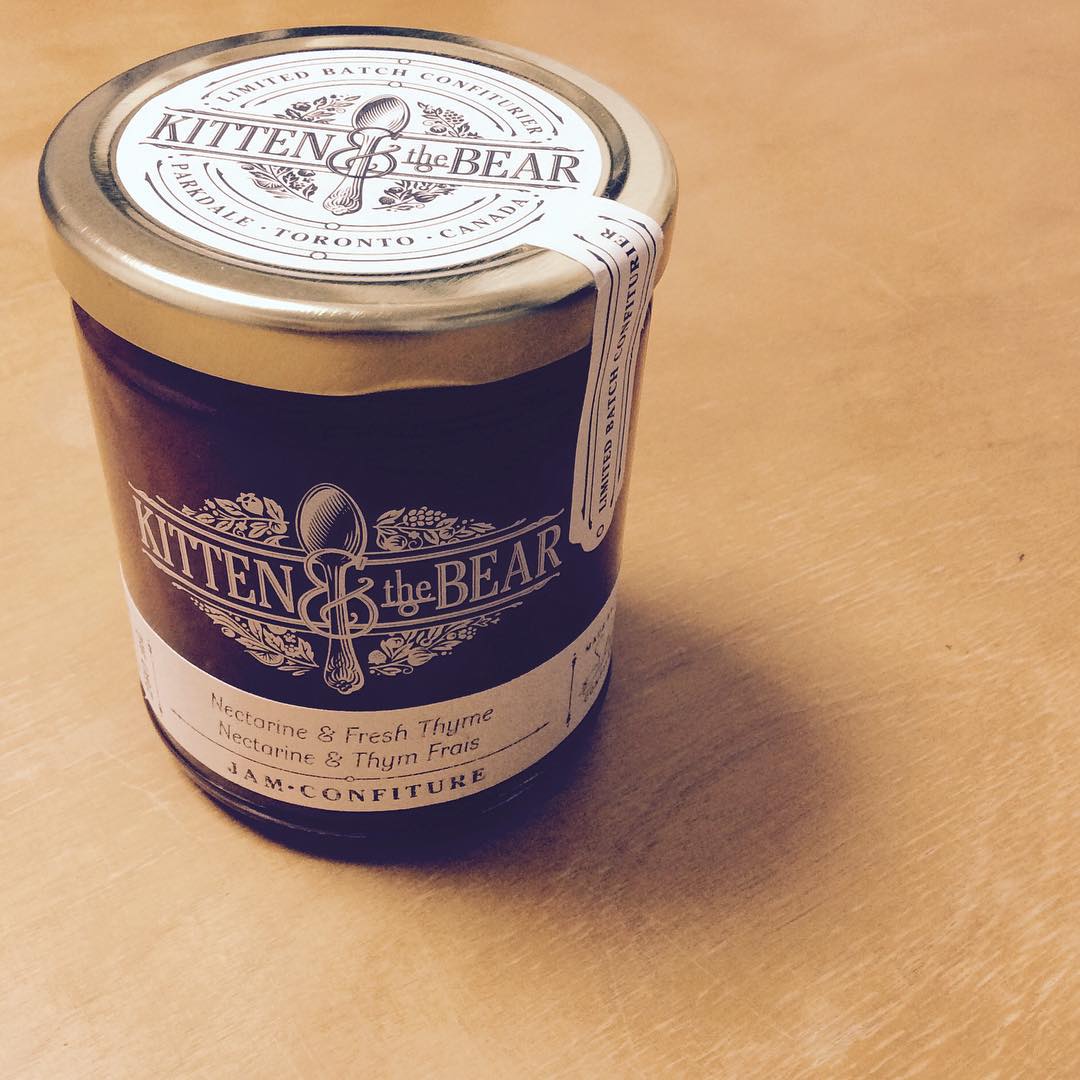 LIMITED BATCH CONFITURIER
KITTEN & the BEAR
PARKDALE · TORONTO · CANADA
LIMITED BATCH CONFITURIER
KITTEN & the BEAR
Nectarine & Fresh Thyme
Nectarine & Thym Frais
JAM · CONFITURE